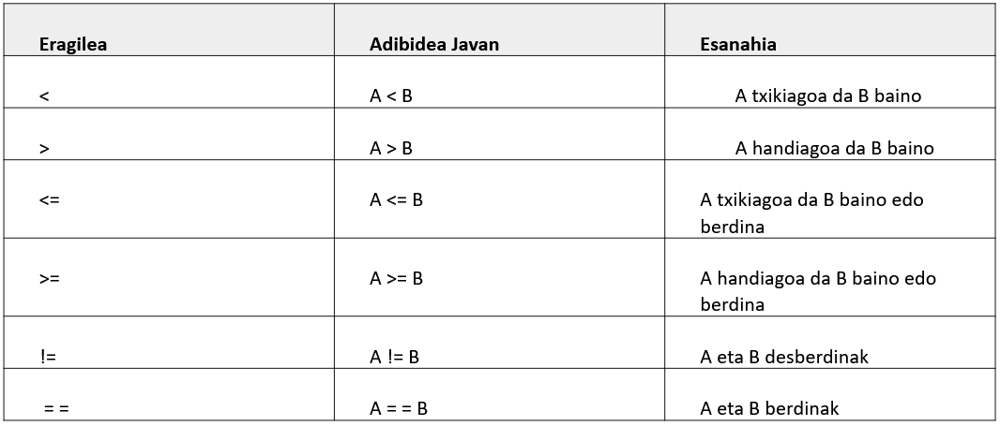 Eragilea Adibidea Javan Esanahia
< A < B A txikiagoa da B baino
> A > B A handiagoa da B baino
<= A <= B A txikiagoa da B baino edo
berdina
>= A >= B A handiagoa da B baino edo
berdina
!= A != B A eta B desberdinak
= = A = = B A eta B berdinak